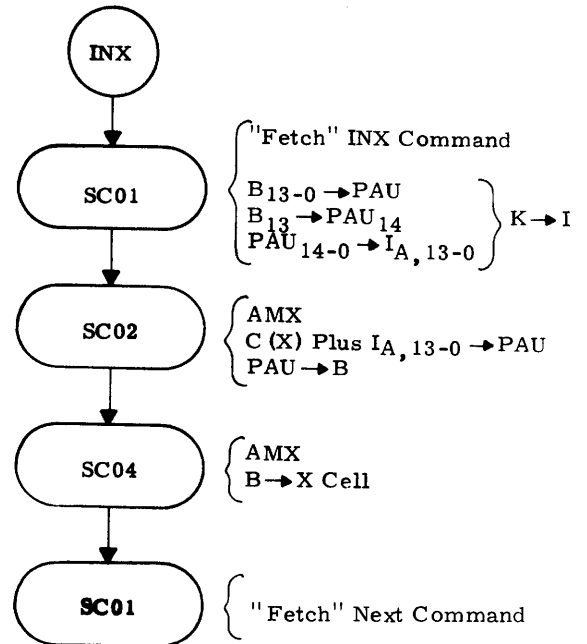 INX
"Fetch" INX Command
SC01
B13-0 → PAU
B13 → PAU14
PAU14-0 → IA, 13-0
K → I
SC02
AMX
C (X) Plus IA, 13-0 → PAU
PAU → B
SC04
AMX
B → X Cell
SC01
"Fetch" Next Command